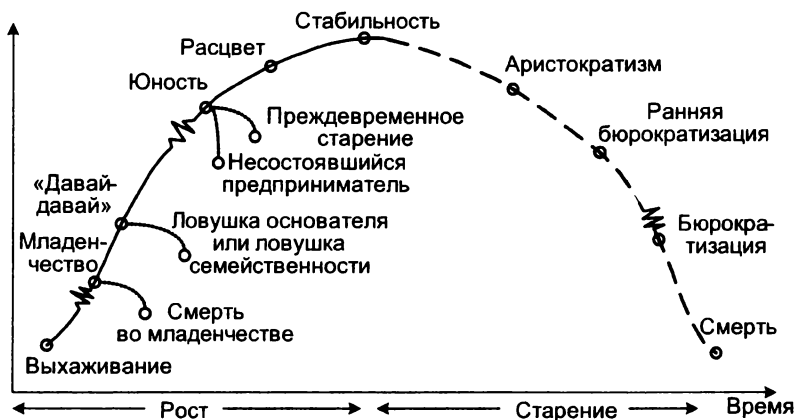 Стабильность
Расцвет
Юность
Аристократизм
Преждевременное
старение
Ранняя
бюрократизация
Несостоявшийся
предприниматель
«Давай-
давай»
Ловушка основателя
или ловушка
семейственности
Младен-
чество
Бюрокра-
тизация
Смерть
во младенчестве
Смерть
Выхаживание
Рост
Старение
Время